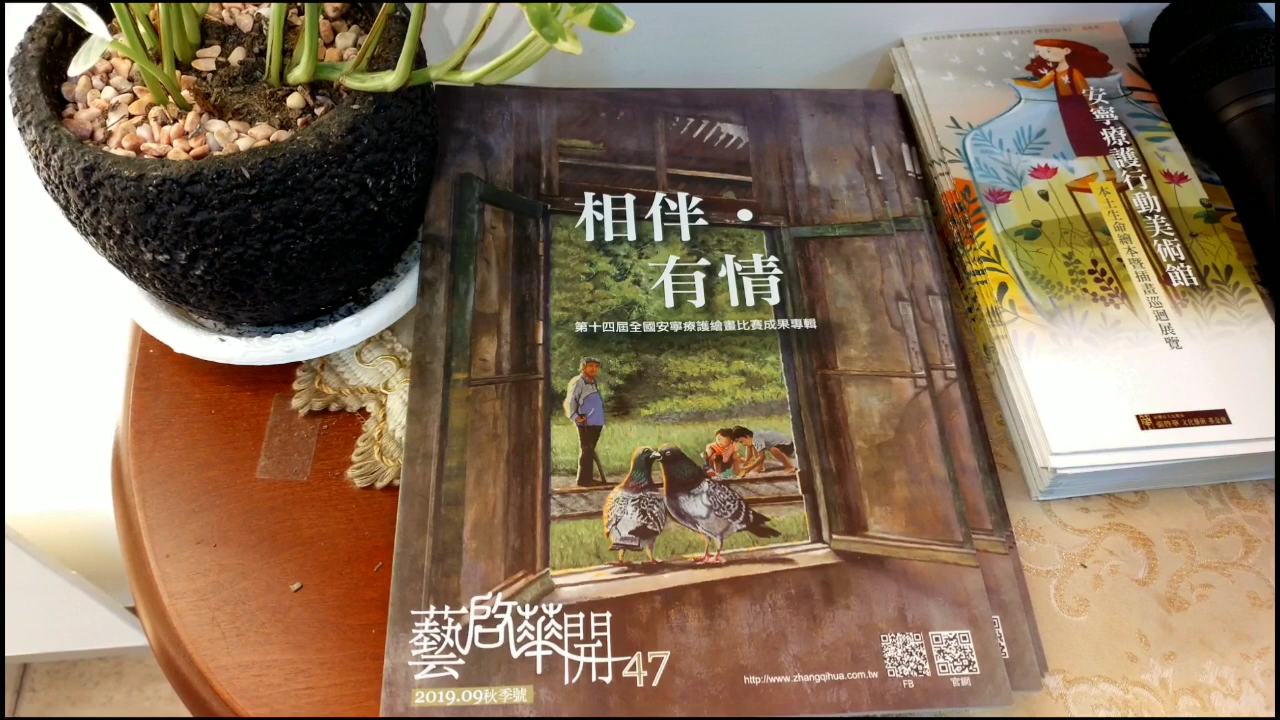 相伴・
有情
第十四屆全國安寧療護繪畫比賽成果專輯
藝啟華開 47
2019.09秋季號
http://www.zhangqihua.com.tw
FB
官網
安寧療護行動美術館
本土生命繪本暨插畫巡迴展覽